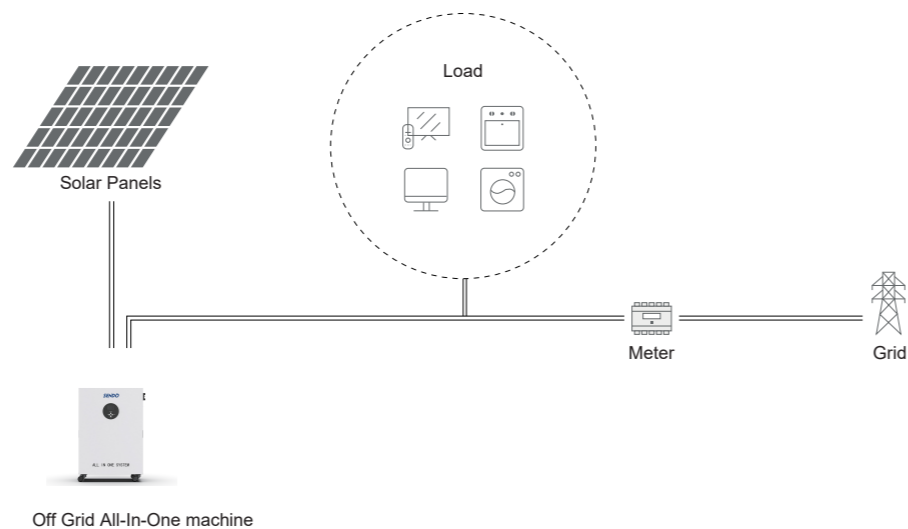 Load
Solar Panels
Meter
Grid
SENDO
ALL IN ONE SYSTEM
Off Grid All-In-One machine